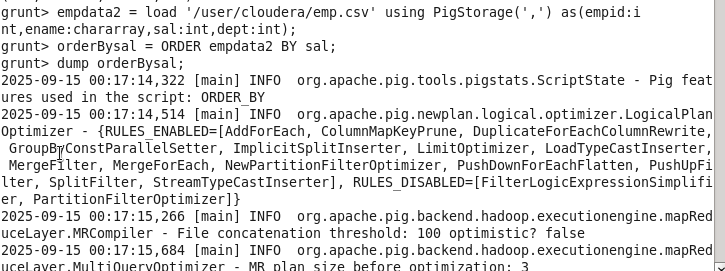 grunt> empdata2 = load '/user/cloudera/emp.csv' using PigStorage(',') as(empid:i
nt,ename:chararray,sal:int,dept:int);
grunt> orderBysal = ORDER empdata2 BY sal;
grunt> dump orderBysal;
2025-09-15 00:17:14,322 [main] INFO  org.apache.pig.tools.pigstats.ScriptState - Pig feat
ures used in the script: ORDER_BY
2025-09-15 00:17:14,514 [main] INFO  org.apache.pig.newplan.logical.optimizer.LogicalPlan
Optimizer - {RULES_ENABLED=[AddForEach, ColumnMapKeyPrune, DuplicateForEachColumnRewrite,
 GroupByConstParallelSetter, ImplicitSplitInserter, LimitOptimizer, LoadTypeCastInserter,
 MergeFilter, MergeForEach, NewPartitionFilterOptimizer, PushDownForEachFlatten, PushUpFi
lter, SplitFilter, StreamTypeCastInserter], RULES_DISABLED=[FilterLogicExpressionSimplifi
er, PartitionFilterOptimizer]}
2025-09-15 00:17:15,266 [main] INFO  org.apache.pig.backend.hadoop.executionengine.mapRed
uceLayer.MRCompiler - File concatenation threshold: 100 optimistic? false
2025-09-15 00:17:15,684 [main] INFO  org.apache.pig.backend.hadoop.executionengine.mapRed
uceLayer.MultiQueryOptimizer - MR plan size before optimization: 3